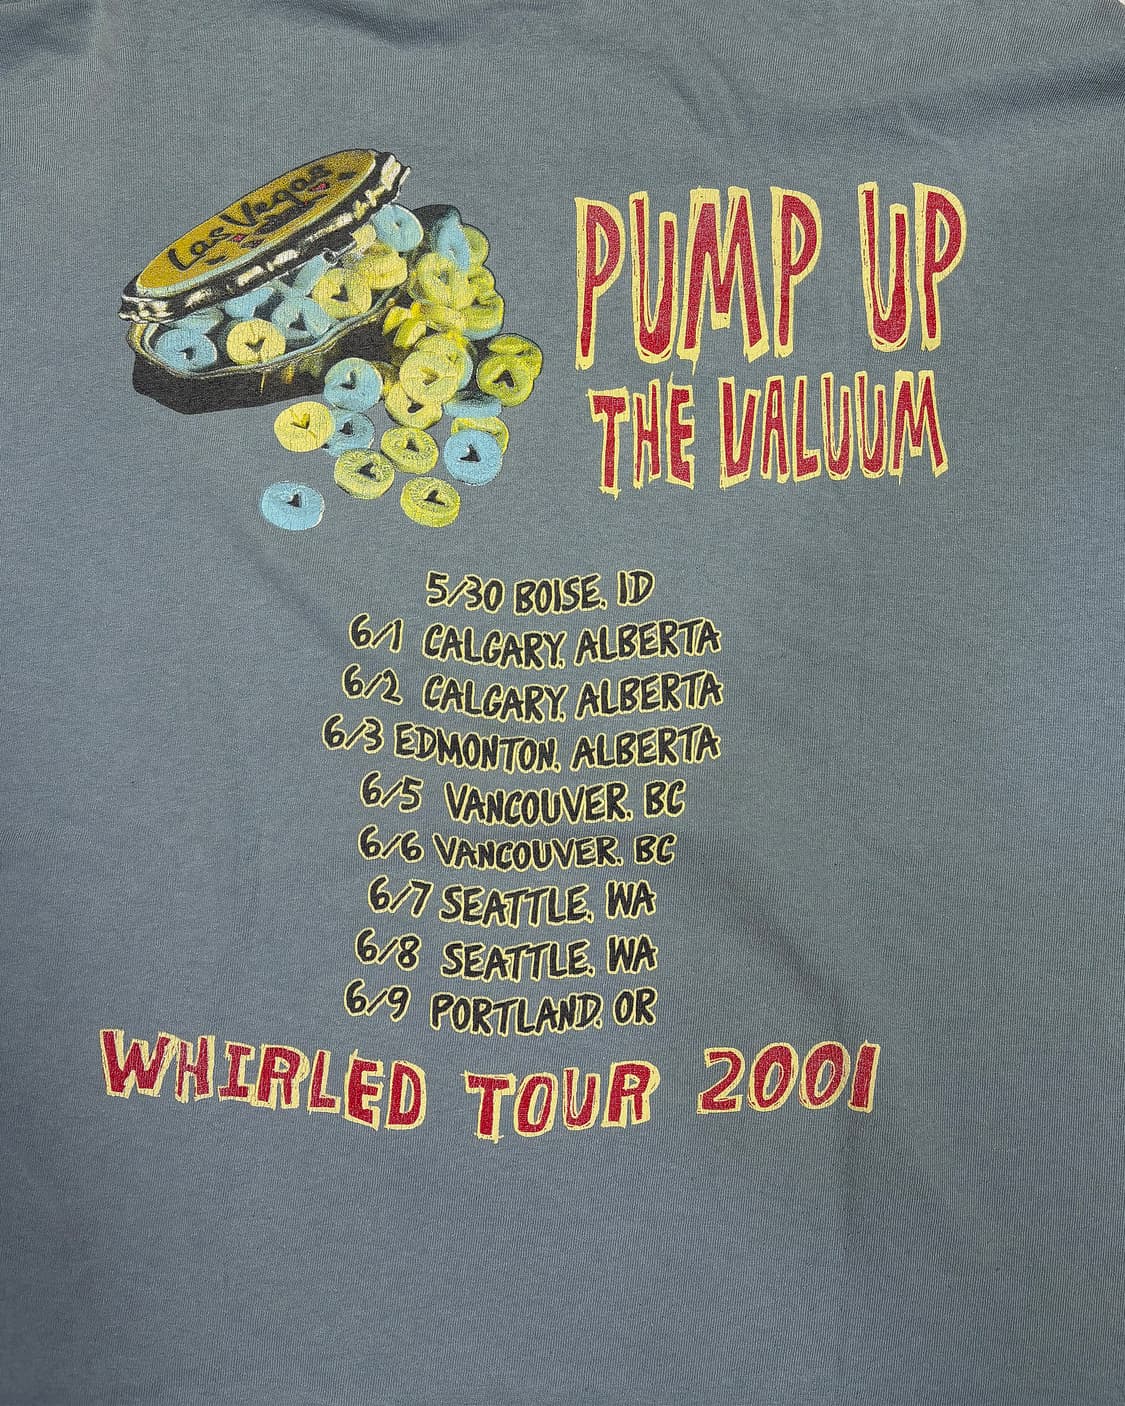 Las Vegas
PUMP UP
THE VALUUM
5/30 BOISE, ID
6/1 CALGARY, ALBERTA
6/2 CALGARY, ALBERTA
6/3 EDMONTON, ALBERTA
6/5 VANCOUVER, BC
6/6 VANCOUVER, BC
6/7 SEATTLE, WA
6/8 SEATTLE, WA
6/9 PORTLAND, OR
WHIRLED TOUR 2001